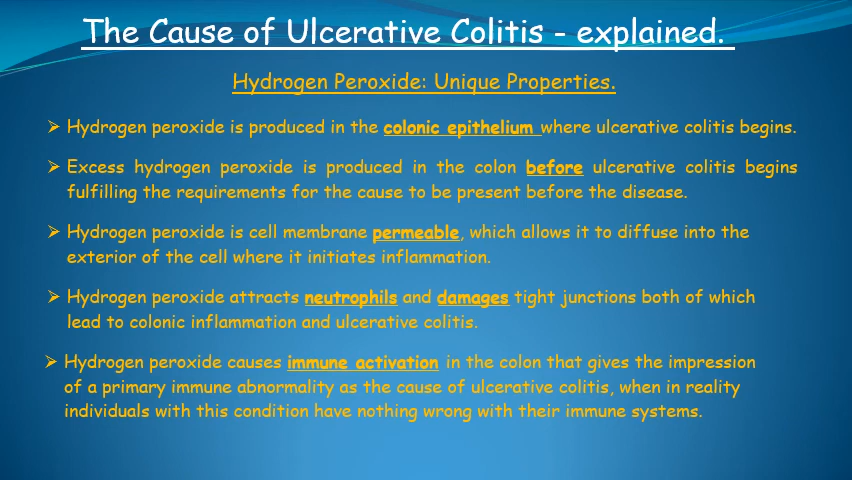 The Cause of Ulcerative Colitis - explained.
Hydrogen Peroxide: Unique Properties.
➢ Hydrogen peroxide is produced in the colonic epithelium where ulcerative colitis begins.
➢ Excess hydrogen peroxide is produced in the colon before ulcerative colitis begins
fulfilling the requirements for the cause to be present before the disease.
➢ Hydrogen peroxide is cell membrane permeable, which allows it to diffuse into the
exterior of the cell where it initiates inflammation.
➢ Hydrogen peroxide attracts neutrophils and damages tight junctions both of which
lead to colonic inflammation and ulcerative colitis.
➢ Hydrogen peroxide causes immune activation in the colon that gives the impression
of a primary immune abnormality as the cause of ulcerative colitis, when in reality
individuals with this condition have nothing wrong with their immune systems.